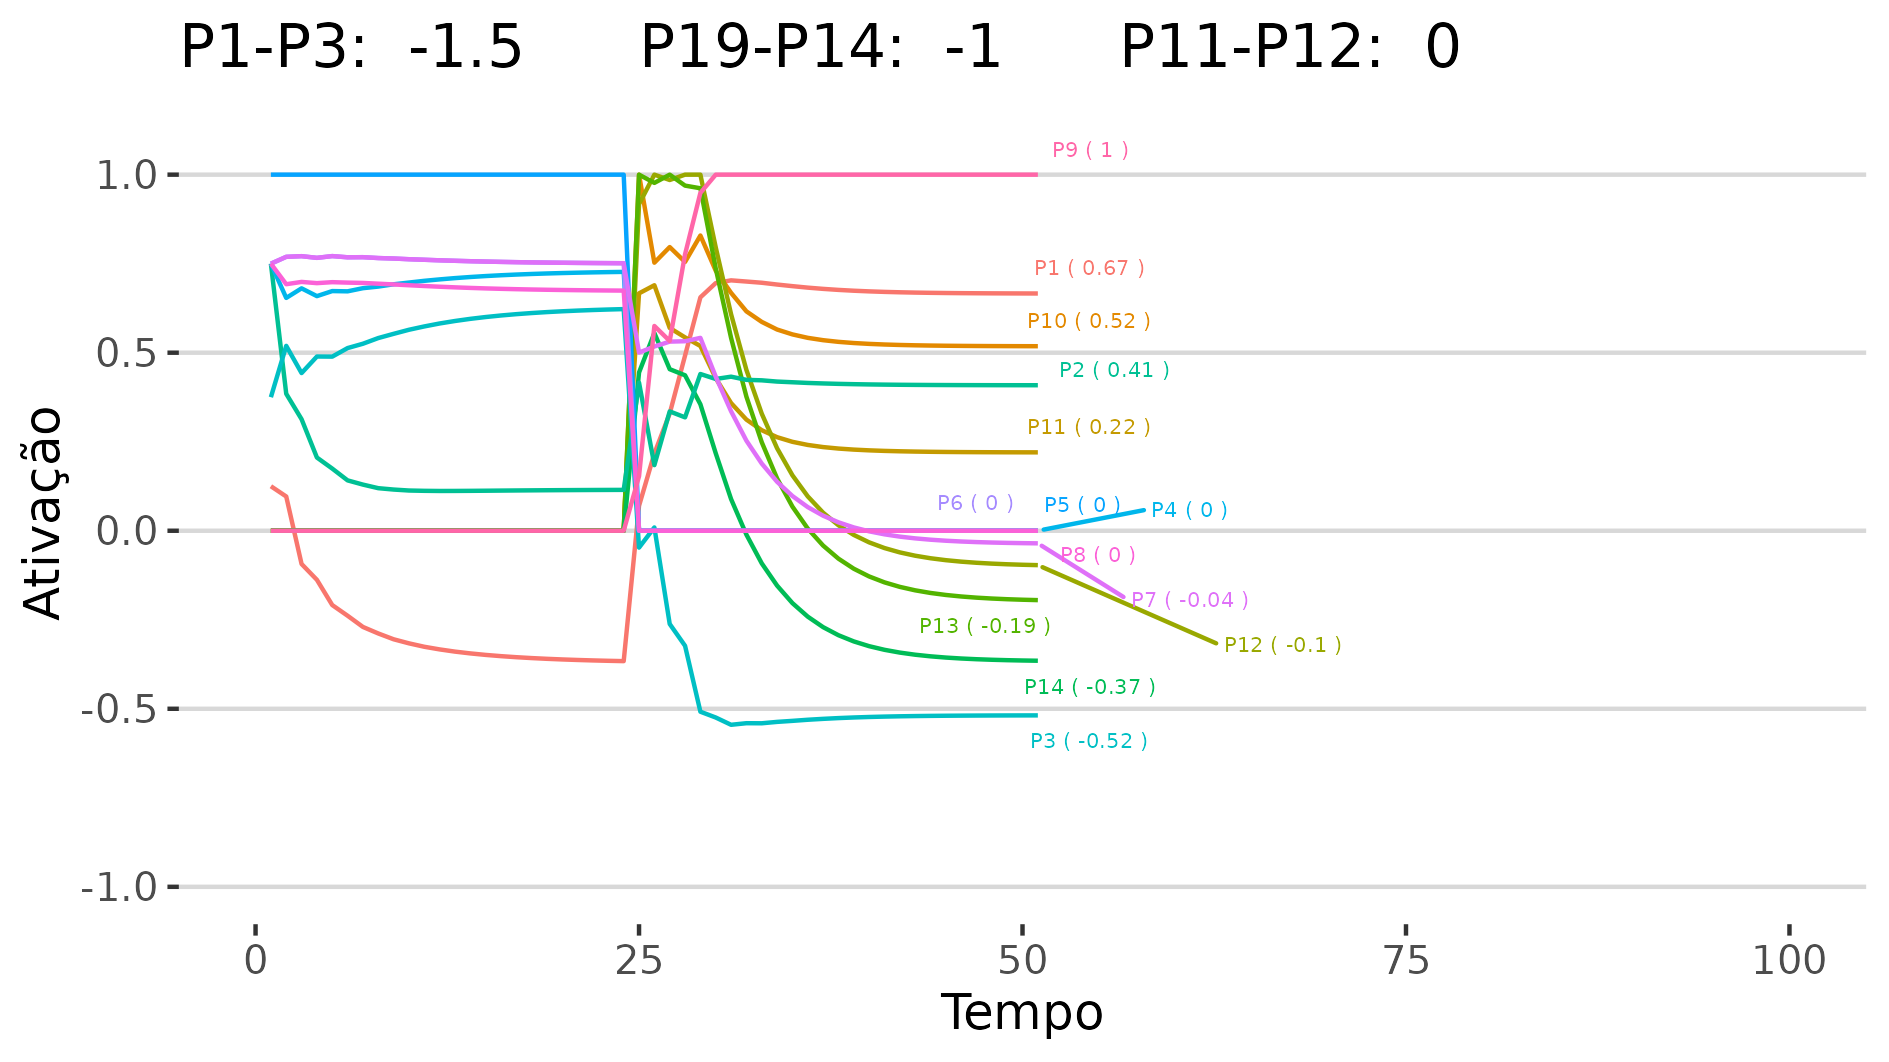 P1-P3:  -1.5      P19-P14:  -1      P11-P12:  0
P9 ( 1 )
1.0
P1 ( 0.67 )
P10 ( 0.52 )
0.5
P2 ( 0.41 )
P11 ( 0.22 )
P6 ( 0 ) P5 ( 0 ) P4 ( 0 )
0.0
P8 ( 0 )
P7 ( -0.04 )
P13 ( -0.19 )
P12 ( -0.1 )
P14 ( -0.37 )
-0.5
P3 ( -0.52 )
-1.0
Ativação
0 25 50 75 100
Tempo